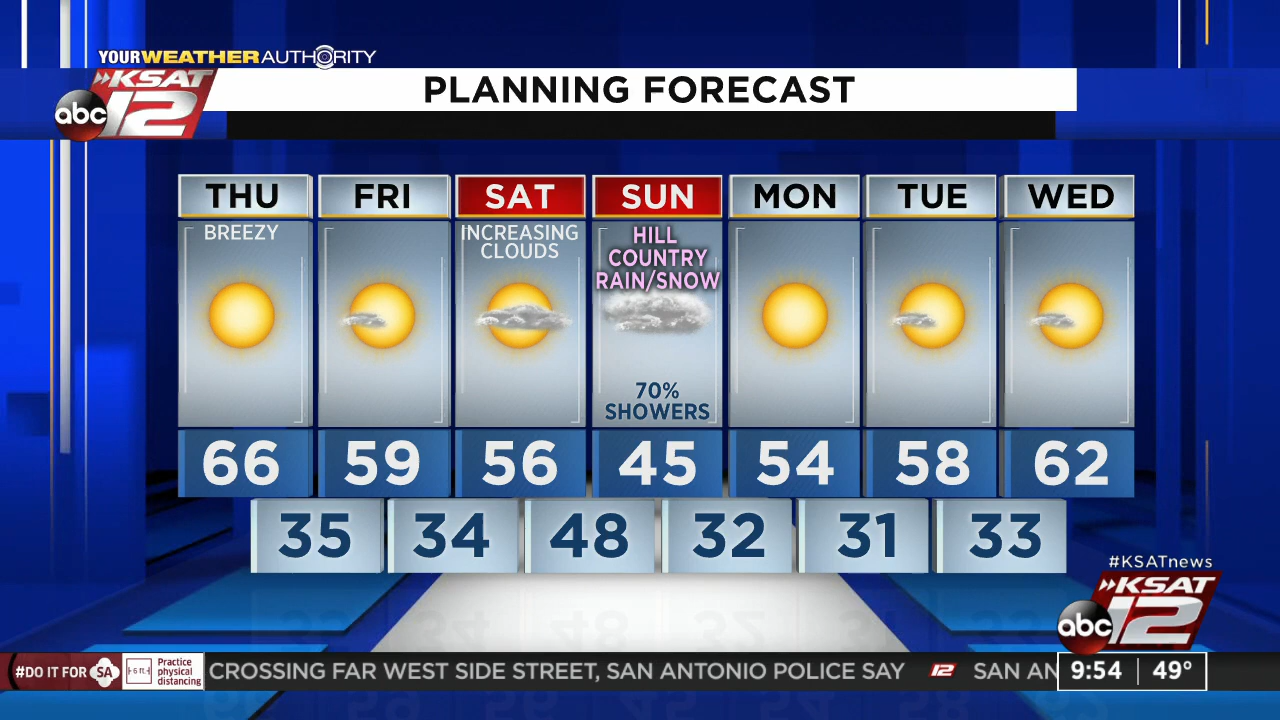 YOURWEATHERAUTHORITY
KSAT
abc 12
PLANNING FORECAST
THU FRI SAT SUN MON TUE WED
BREEZY
INCREASING
CLOUDS
HILL
COUNTRY
RAIN/SNOW
70%
SHOWERS
66 59 56 45 54 58 62
35 34 48 32 31 33
#KSATnews
KSAT
abc 12
#DO IT FOR SA
6 ft.
Practice
physical
distancing
CROSSING FAR WEST SIDE STREET, SAN ANTONIO POLICE SAY 12 SAN AN
9:54 49°